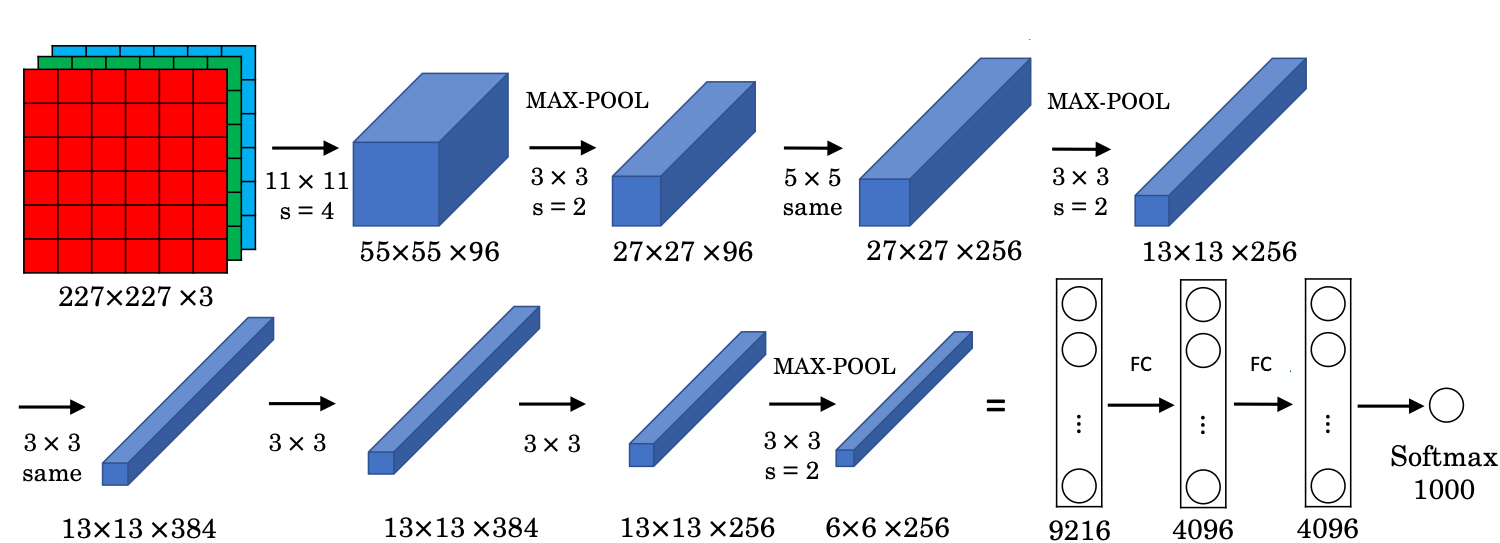 11 × 11
s = 4
MAX-POOL
3 × 3
s = 2
5 × 5
same
MAX-POOL
3 × 3
s = 2
227×227 ×3
55×55 ×96
27×27 ×96
27×27 ×256
13×13 ×256
3 × 3
same
3 × 3
3 × 3
MAX-POOL
3 × 3
s = 2
=
FC
FC
⋮
⋮
⋮
Softmax
1000
13×13 ×384
13×13 ×384
13×13 ×256
6×6 ×256
9216
4096
4096